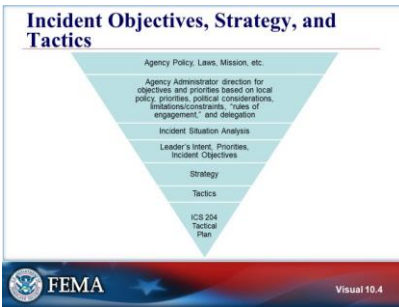 Incident Objectives, Strategy, and
Tactics
Agency Policy, Laws, Mission, etc.
Agency Administrator direction for
objectives and priorities based on local
policy, priorities, political considerations,
limitations/constraints, "rules of
engagement," and delegation
Incident Situation Analysis
Leader's Intent, Priorities,
Incident Objectives
Strategy
Tactics
ICS 204
Tactical
Plan
FEMA
Visual 10.4